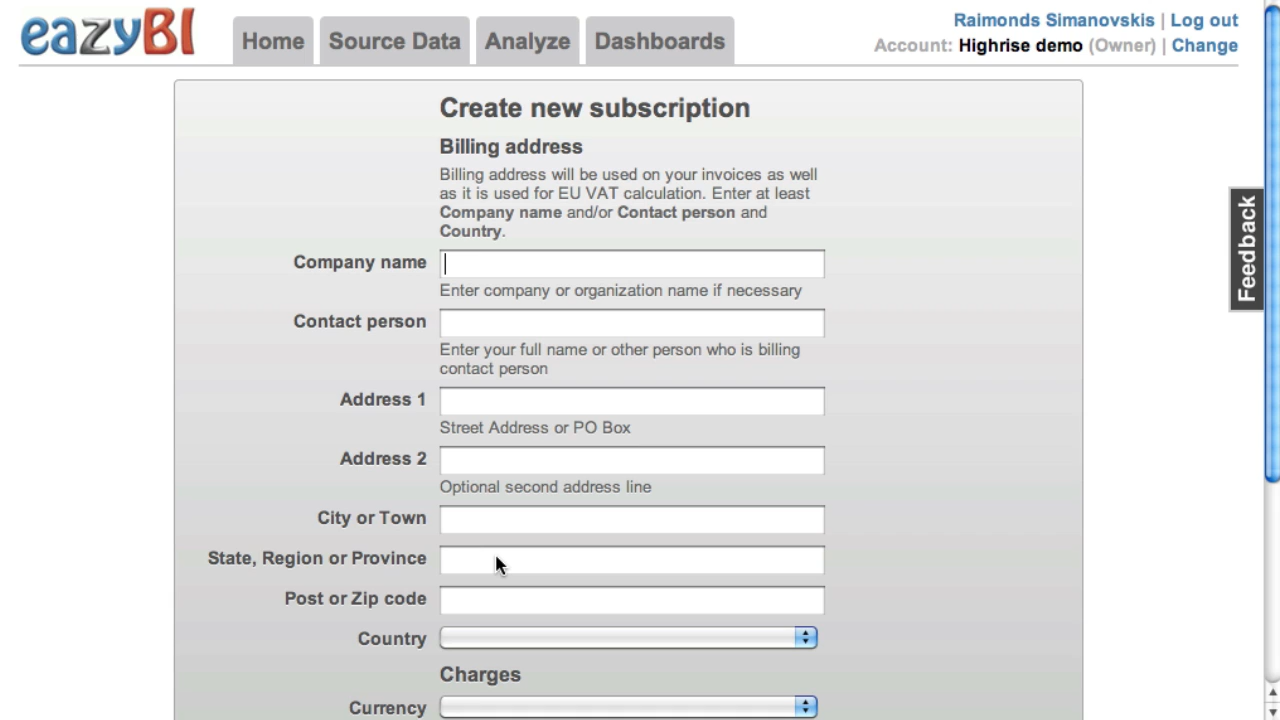 eazyBI
Home
Source Data
Analyze
Dashboards
Raimonds Simanovskis | Log out
Account: Highrise demo (Owner) | Change
Create new subscription
Billing address
Billing address will be used on your invoices as well
as it is used for EU VAT calculation. Enter at least
Company name and/or Contact person and
Country.
Company name
Enter company or organization name if necessary
Contact person
Enter your full name or other person who is billing
contact person
Address 1
Street Address or PO Box
Address 2
Optional second address line
City or Town
State, Region or Province
Post or Zip code
Country
Charges
Currency
Feedback